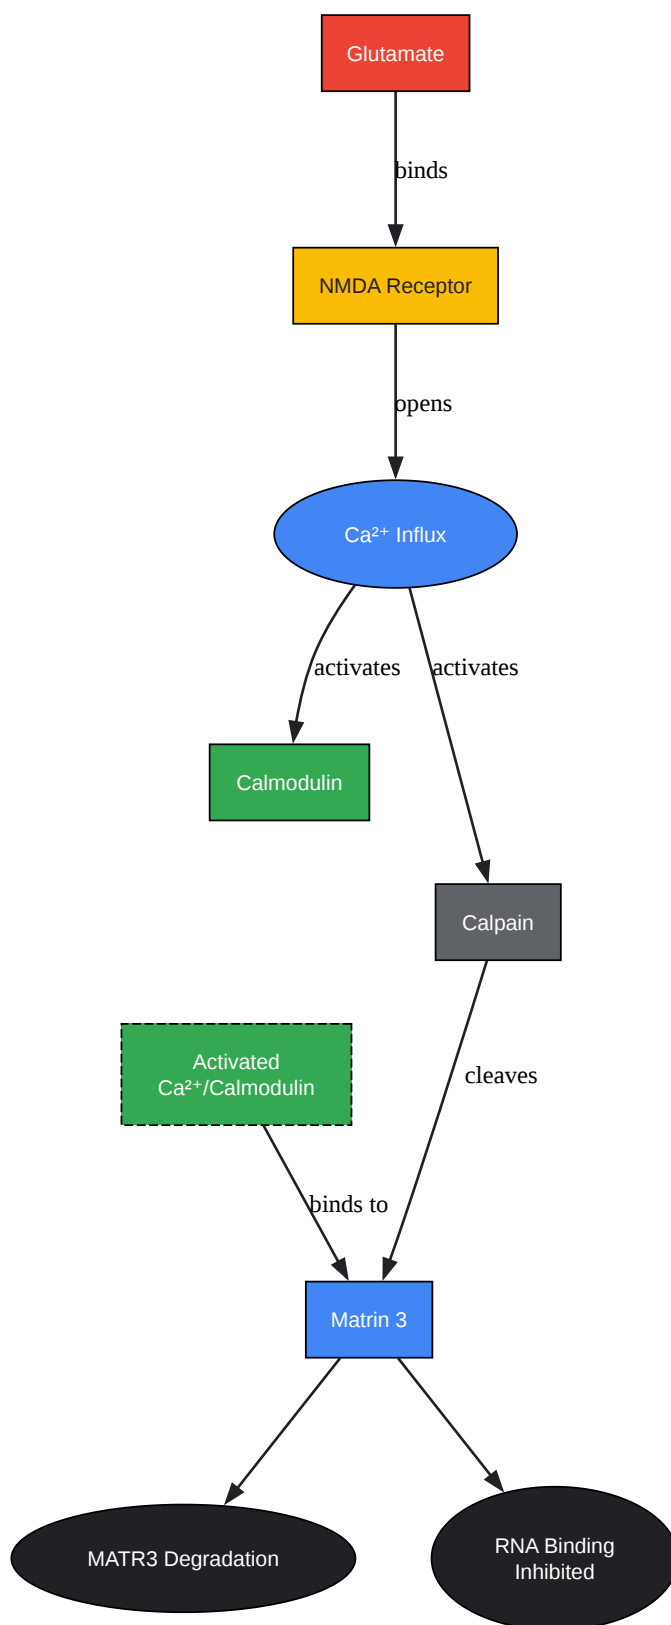 Glutamate
binds
NMDA Receptor
opens
Ca²⁺ Influx
activates
activates
Calmodulin
Calpain
Activated
Ca²⁺/Calmodulin
cleaves
binds to
Matrin 3
MATR3 Degradation
RNA Binding
Inhibited